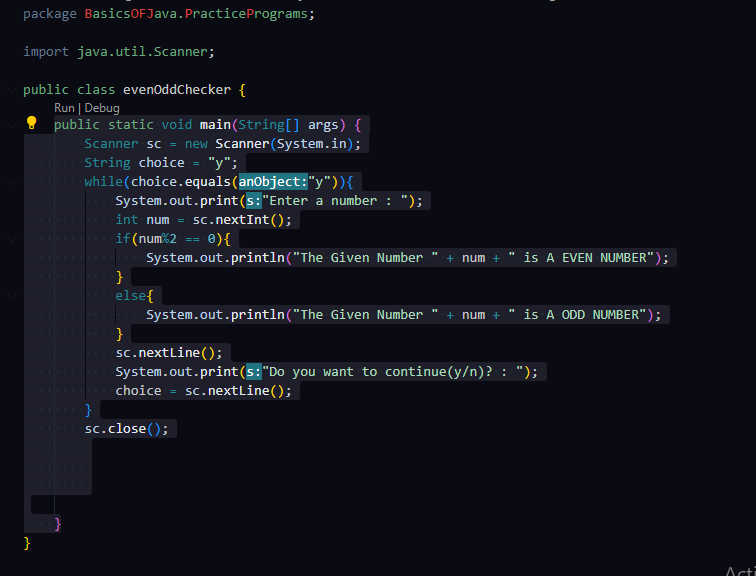 package BasicsOFJava.PracticePrograms;
import java.util.Scanner;
public class evenOddChecker {
Run | Debug
public static void main(String[] args) {
Scanner sc = new Scanner(System.in);
String choice = "y";
while(choice.equals(anObject:"y")){
System.out.print(s:"Enter a number : ");
int num = sc.nextInt();
if(num%2 == 0){
System.out.println("The Given Number " + num + " is A EVEN NUMBER");
}
else{
System.out.println("The Given Number " + num + " is A ODD NUMBER");
}
sc.nextLine();
System.out.print(s:"Do you want to continue(y/n)? : ");
choice = sc.nextLine();
}
sc.close();
}
}